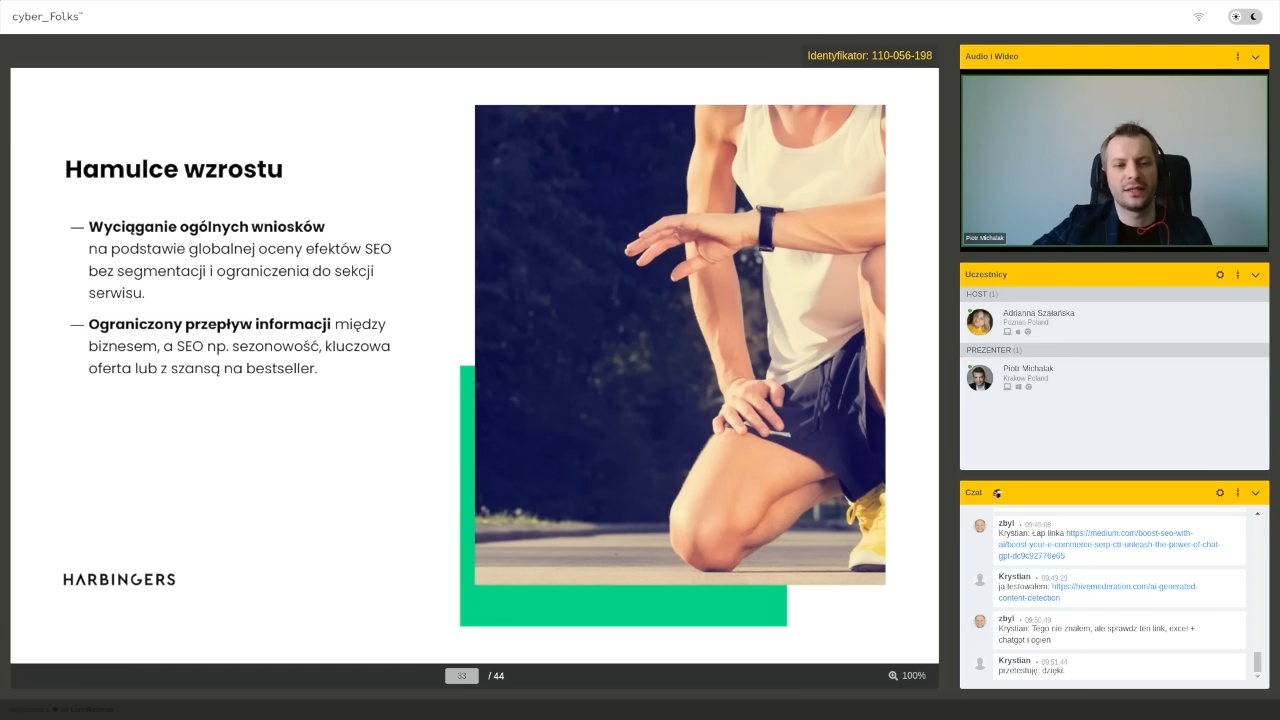 cyber_Folks™
Identyfikator: 110-056-198
Hamulce wzrostu
— Wyciąganie ogólnych wniosków
na podstawie globalnej oceny efektów SEO
bez segmentacji i ograniczenia do sekcji
serwisu.
— Ograniczony przepływ informacji między
biznesem, a SEO np. sezonowość, kluczowa
oferta lub z szansą na bestseller.
HARBINGERS
33 / 44
100%
Audio i Wideo
Piotr Michalak
Uczestnicy
HOST (1)
Adrianna Szałańska
Poznan Poland
PREZENTER (1)
Piotr Michalak
Krakow Poland
Czat
zbyl • 09:49:08
Krystian: Łap linka https://medium.com/boost-seo-with-
ai/boost-your-e-commerce-serp-ctr-unleash-the-power-of-chat-
gpt-dc9c92776e65
Krystian • 09:49:29
ja testowałem: https://hivemoderation.com/ai-generated-
content-detection
zbyl • 09:50:49
Krystian: Tego nie znałem, ale sprawdź ten link, excel +
chatgpt i ogień
Krystian • 09:51:44
przetestuję, dzięki.